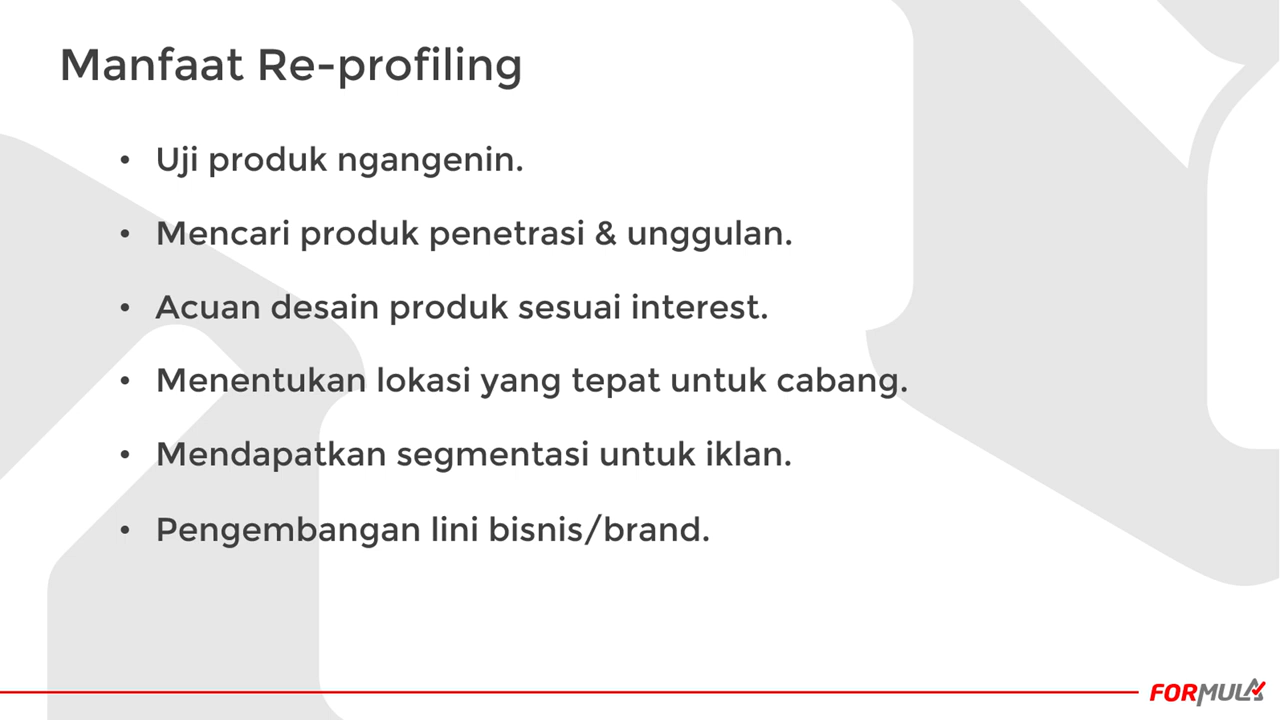 Manfaat Re-profiling
• Uji produk ngangenin.
• Mencari produk penetrasi & unggulan.
• Acuan desain produk sesuai interest.
• Menentukan lokasi yang tepat untuk cabang.
• Mendapatkan segmentasi untuk iklan.
• Pengembangan lini bisnis/brand.
FORMULA